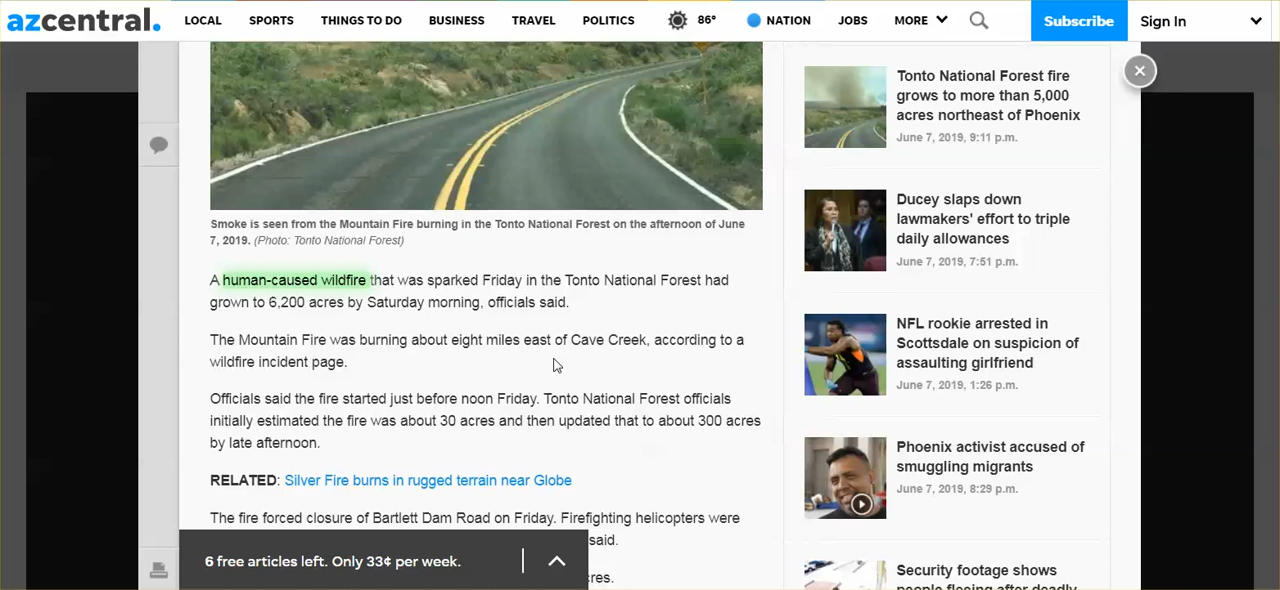 azcentral. LOCAL SPORTS THINGS TO DO BUSINESS TRAVEL POLITICS 86° NATION JOBS MORE Subscribe Sign In
Smoke is seen from the Mountain Fire burning in the Tonto National Forest on the afternoon of June
7, 2019. (Photo: Tonto National Forest)
A human-caused wildfire that was sparked Friday in the Tonto National Forest had
grown to 6,200 acres by Saturday morning, officials said.
The Mountain Fire was burning about eight miles east of Cave Creek, according to a
wildfire incident page.
Officials said the fire started just before noon Friday. Tonto National Forest officials
initially estimated the fire was about 30 acres and then updated that to about 300 acres
by late afternoon.
RELATED: Silver Fire burns in rugged terrain near Globe
The fire forced closure of Bartlett Dam Road on Friday. Firefighting helicopters were
said.
6 free articles left. Only 33¢ per week.
Tonto National Forest fire
grows to more than 5,000
acres northeast of Phoenix
June 7, 2019, 9:11 p.m.
Ducey slaps down
lawmakers' effort to triple
daily allowances
June 7, 2019, 7:51 p.m.
NFL rookie arrested in
Scottsdale on suspicion of
assaulting girlfriend
June 7, 2019, 1:26 p.m.
Phoenix activist accused of
smuggling migrants
June 7, 2019, 8:29 p.m.
Security footage shows
people fleeing after deadly